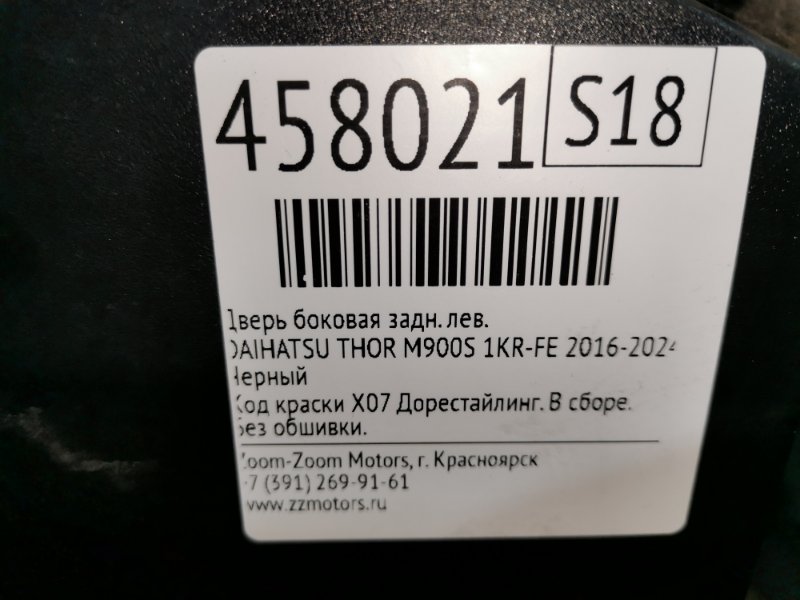 458021 S18
Дверь боковая задн. лев.
DAIHATSU THOR M900S 1KR-FE 2016-2024
Черный
Код краски X07 Дорестайлинг. В сборе.
Без обшивки.
Zoom-Zoom Motors, г. Красноярск
+7 (391) 269-91-61
www.zzmotors.ru